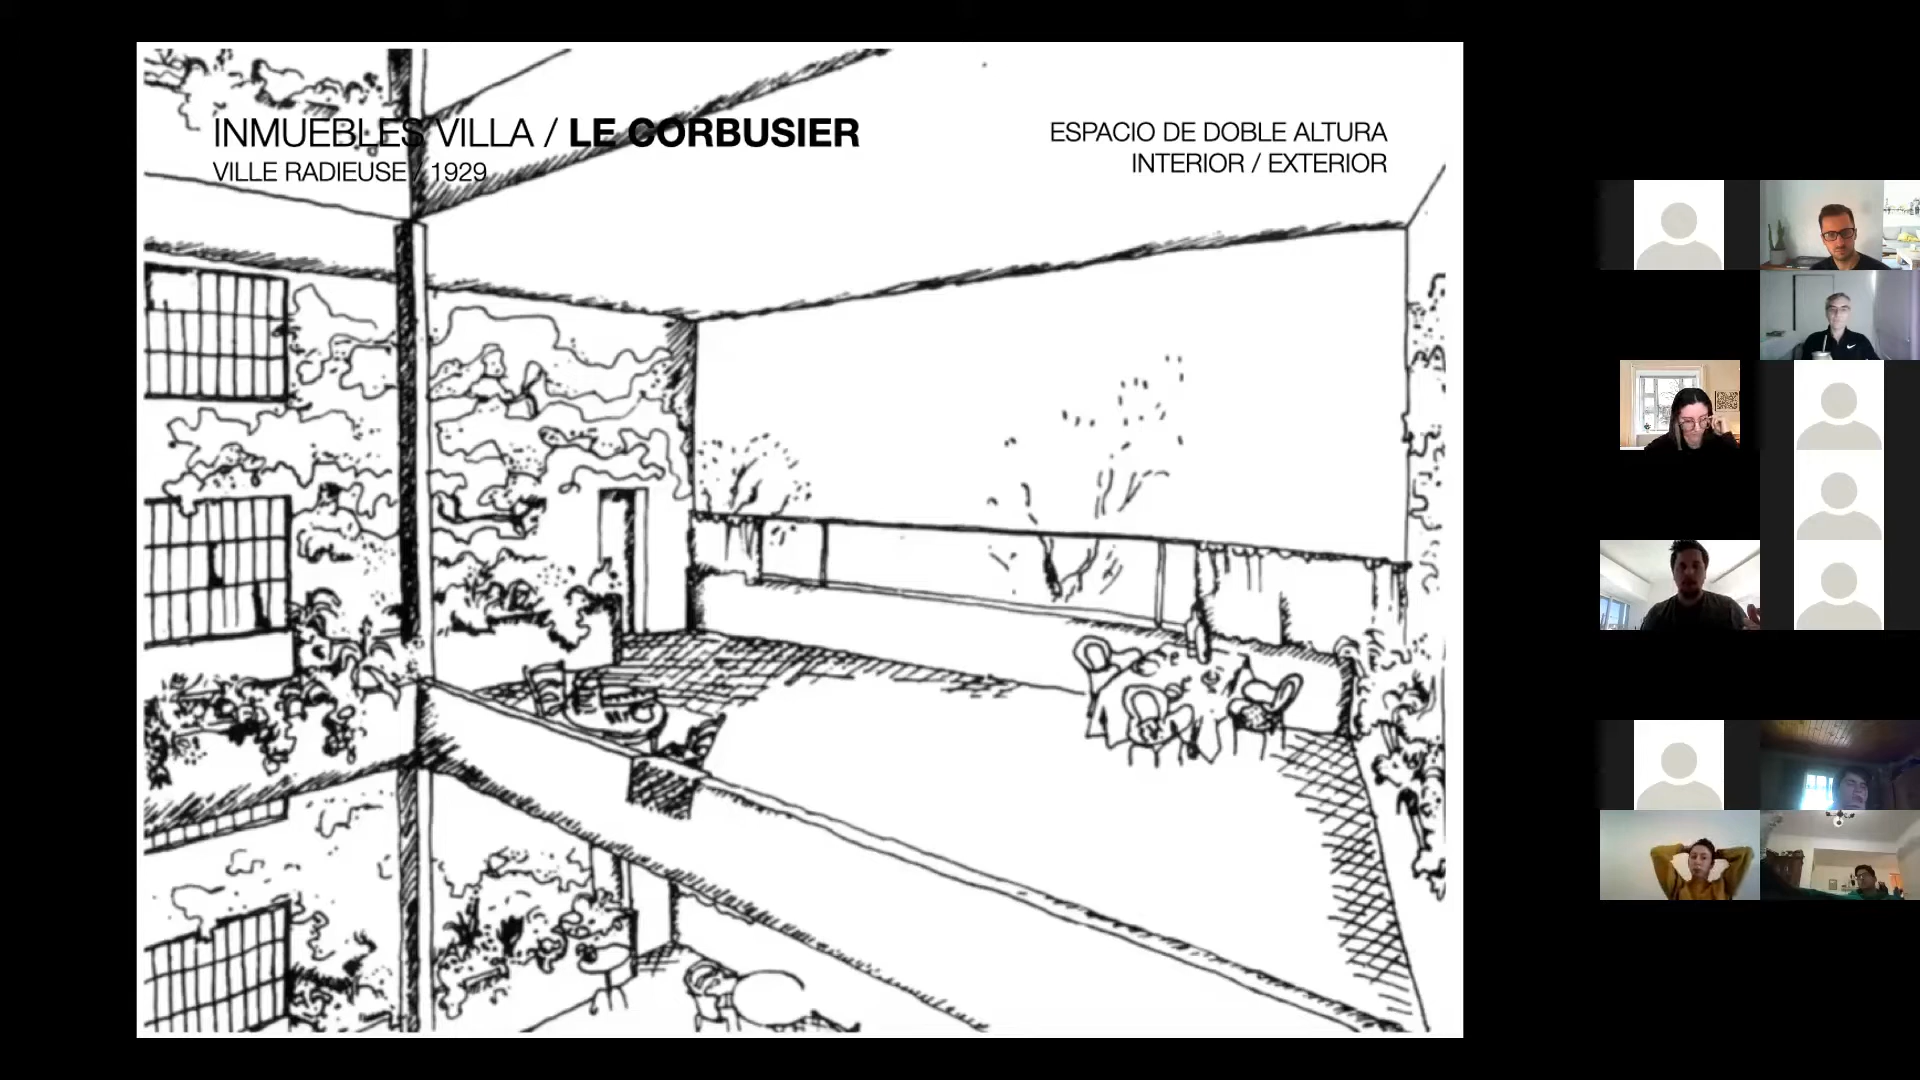 INMUEBLES VILLA / LE CORBUSIER
VILLE RADIEUSE / 1929
ESPACIO DE DOBLE ALTURA
INTERIOR / EXTERIOR